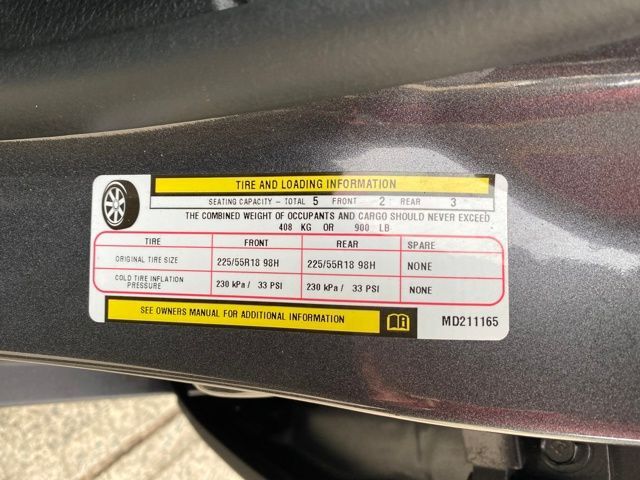 TIRE AND LOADING INFORMATION
SEATING CAPACITY - TOTAL 5 FRONT 2 REAR 3
THE COMBINED WEIGHT OF OCCUPANTS AND CARGO SHOULD NEVER EXCEED
408 KG OR 900 LB
TIRE FRONT REAR SPARE
ORIGINAL TIRE SIZE 225/55R18 98H 225/55R18 98H NONE
COLD TIRE INFLATION PRESSURE 230 kPa / 33 PSI 230 kPa / 33 PSI NONE
SEE OWNERS MANUAL FOR ADDITIONAL INFORMATION
MD211165